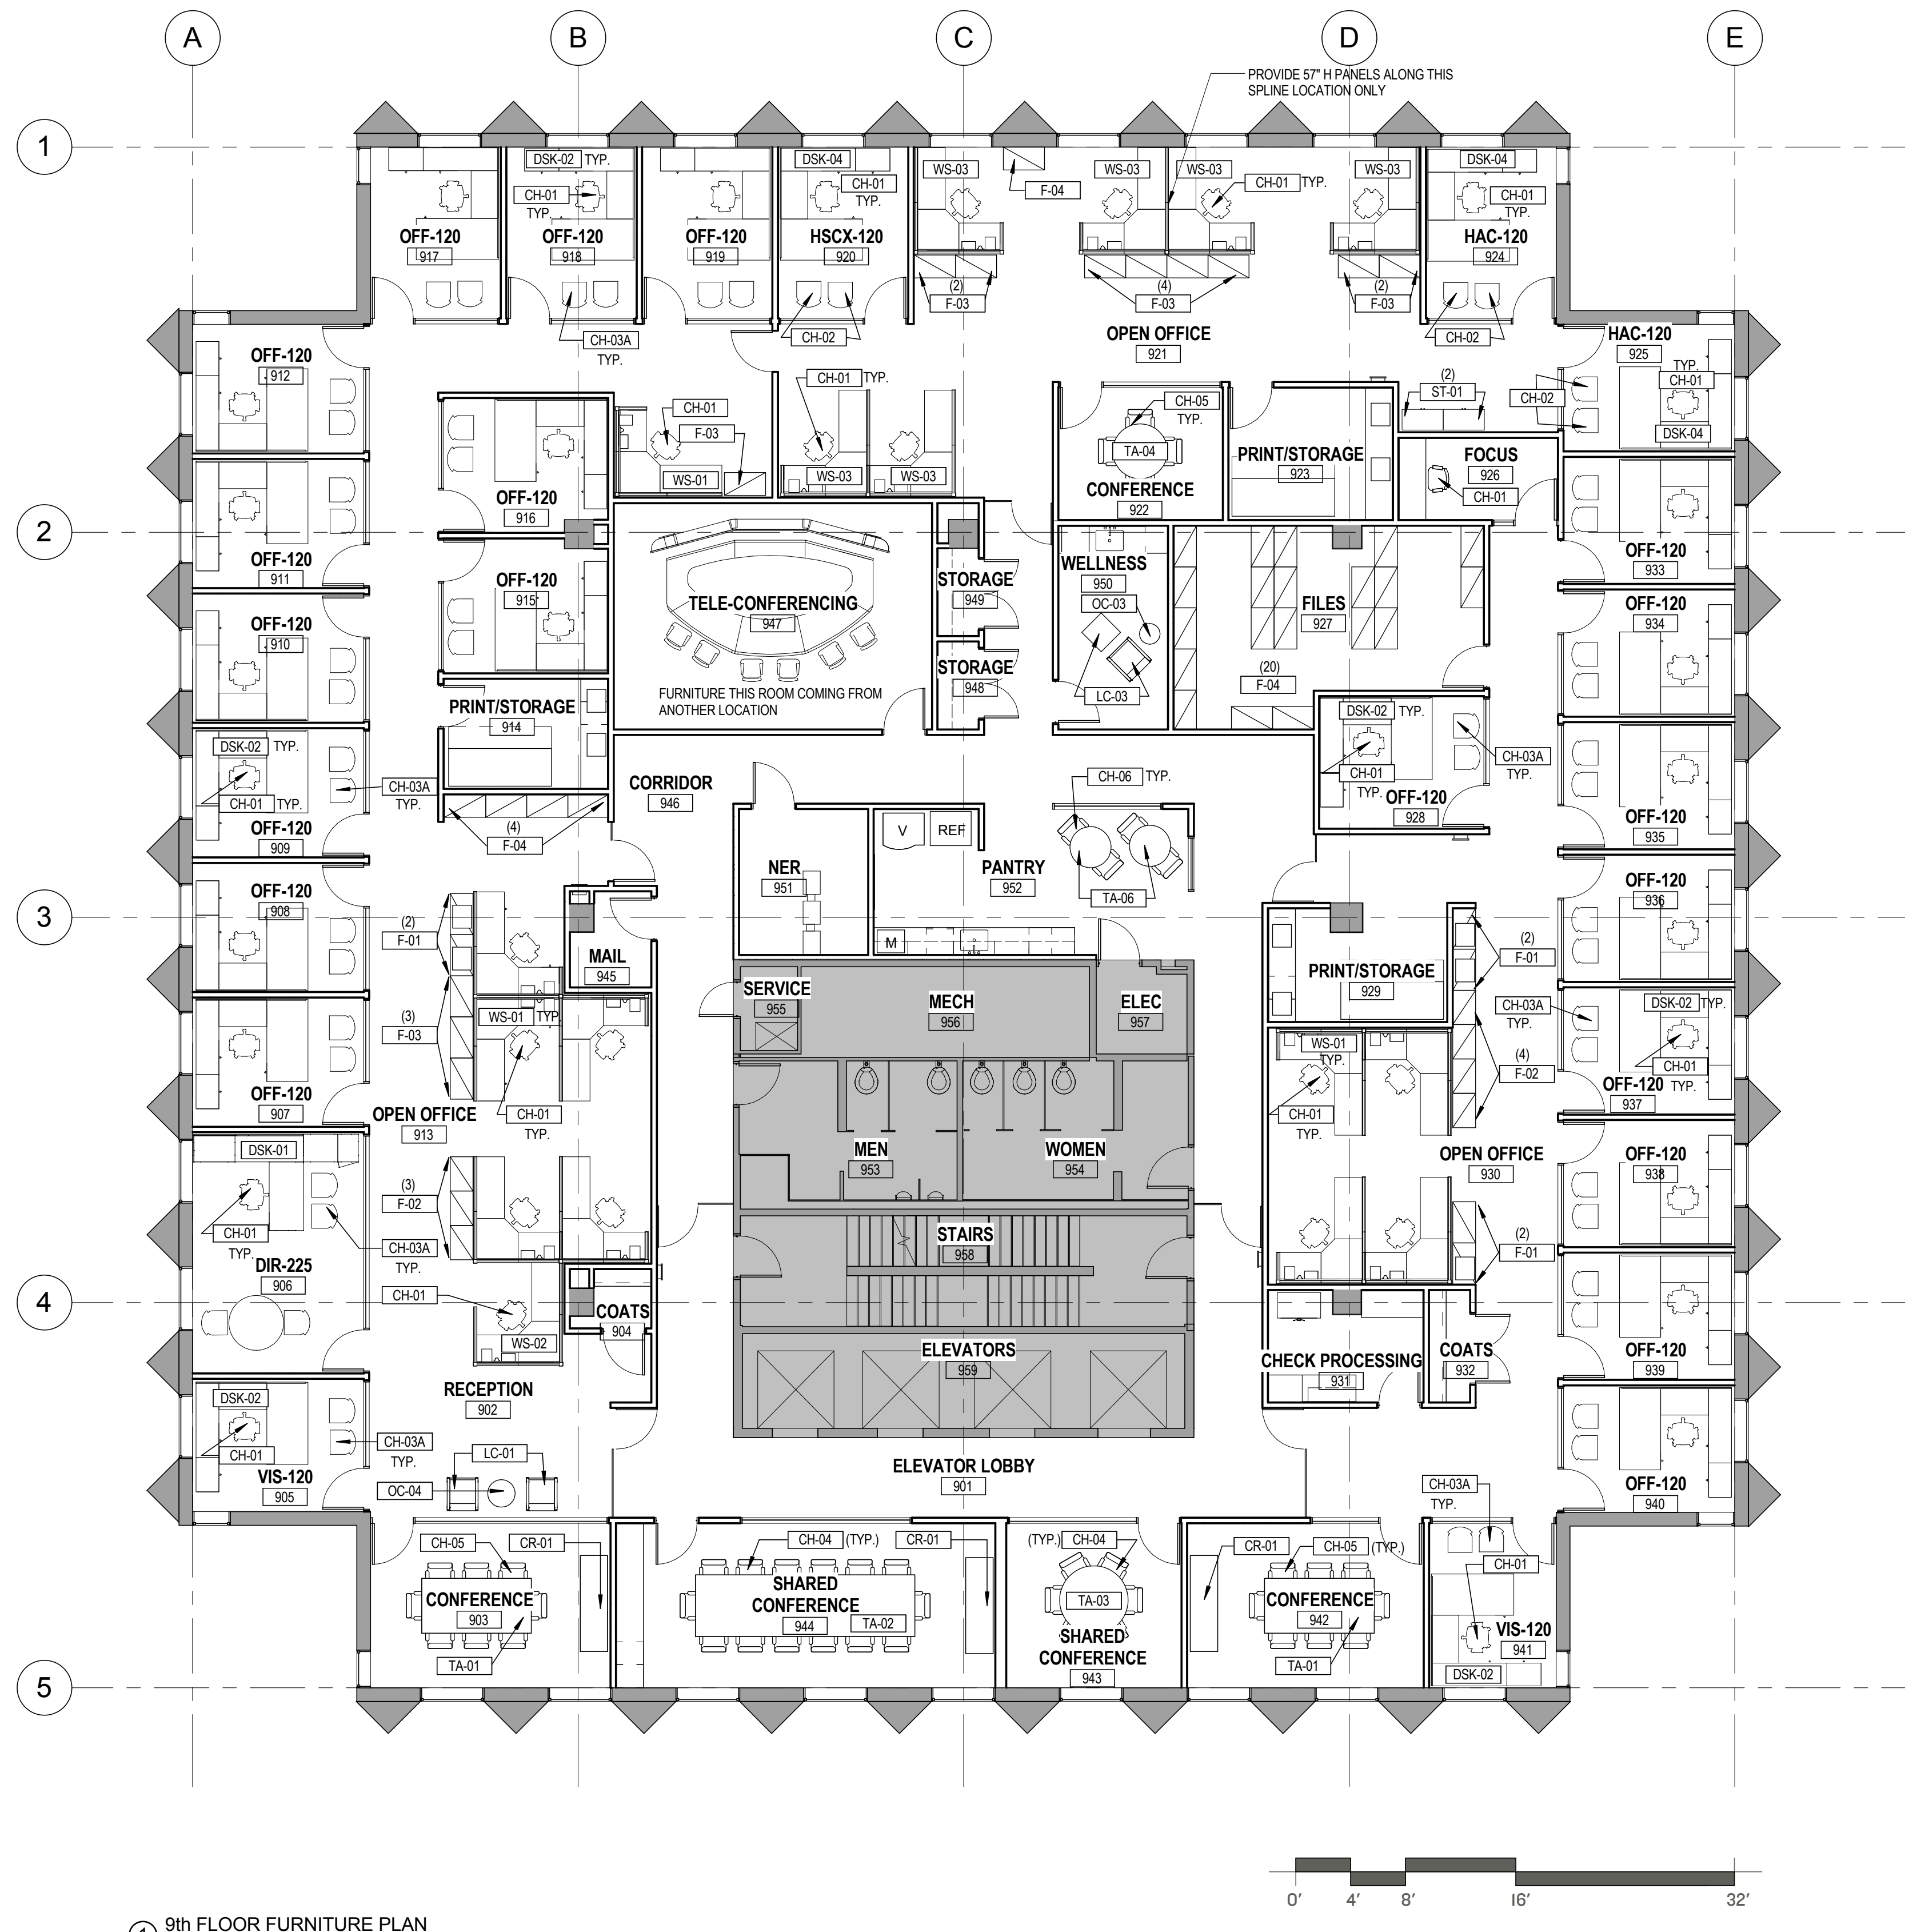 A B C D E
PROVIDE 57" H PANELS ALONG THIS
SPLINE LOCATION ONLY
1
DSK-02 TYP.
DSK-04
WS-03
F-04
WS-03
WS-03
WS-03
DSK-04
CH-01
TYP.
CH-01
TYP.
CH-01 TYP.
CH-01
TYP.
OFF-120
917
OFF-120
918
OFF-120
919
HSCX-120
920
HAC-120
924
(2)
F-03
(4)
F-03
(2)
F-03
CH-03A
TYP.
CH-02
OPEN OFFICE
921
CH-02
HAC-120
925
TYP.
CH-01
CH-02
DSK-04
OFF-120
912
CH-01
F-03
WS-01
CH-01 TYP.
WS-03
WS-03
CH-05
TYP.
TA-04
CONFERENCE
922
PRINT/STORAGE
923
(2)
ST-01
FOCUS
926
CH-01
OFF-120
916
2
OFF-120
911
OFF-120
915
TELE-CONFERENCING
947
FURNITURE THIS ROOM COMING FROM
ANOTHER LOCATION
STORAGE
949
STORAGE
948
WELLNESS
950
OC-03
LC-03
FILES
927
(20)
F-04
OFF-120
933
OFF-120
910
OFF-120
934
PRINT/STORAGE
914
DSK-02 TYP.
CH-01 TYP.
CH-03A
TYP.
OFF-120
909
DSK-02 TYP.
CH-01
TYP.
CH-03A
TYP.
OFF-120
928
OFF-120
935
CORRIDOR
946
CH-06 TYP.
(4)
F-04
V
REF
NER
951
PANTRY
952
TA-06
M
OFF-120
908
OFF-120
936
3
(2)
F-01
MAIL
945
(2)
F-01
PRINT/STORAGE
929
SERVICE
955
MECH
956
ELEC
957
(3)
F-03
WS-01 TYP.
CH-03A
TYP.
DSK-02 TYP.
CH-01
TYP.
OFF-120
937
WS-01
TYP.
CH-01
TYP.
(4)
F-02
OFF-120
907
OPEN OFFICE
913
CH-01
TYP.
MEN
953
WOMEN
954
OPEN OFFICE
930
OFF-120
938
DSK-01
CH-01
TYP.
CH-03A
TYP.
DIR-225
906
(3)
F-02
STAIRS
958
(2)
F-01
4
CH-01
WS-02
COATS
904
ELEVATORS
959
CHECK PROCESSING
931
COATS
932
OFF-120
939
RECEPTION
902
DSK-02
CH-01
CH-03A
TYP.
VIS-120
905
LC-01
OC-04
ELEVATOR LOBBY
901
CH-03A
TYP.
OFF-120
940
CH-05
CR-01
CONFERENCE
903
TA-01
CH-04 (TYP.)
CR-01
SHARED
CONFERENCE
944
TA-02
(TYP.) CH-04
TA-03
SHARED
CONFERENCE
943
CR-01
CH-05 (TYP.)
CONFERENCE
942
TA-01
CH-01
VIS-120
941
DSK-02
5
0' 4' 8' 16' 32'
1 9th FLOOR FURNITURE PLAN